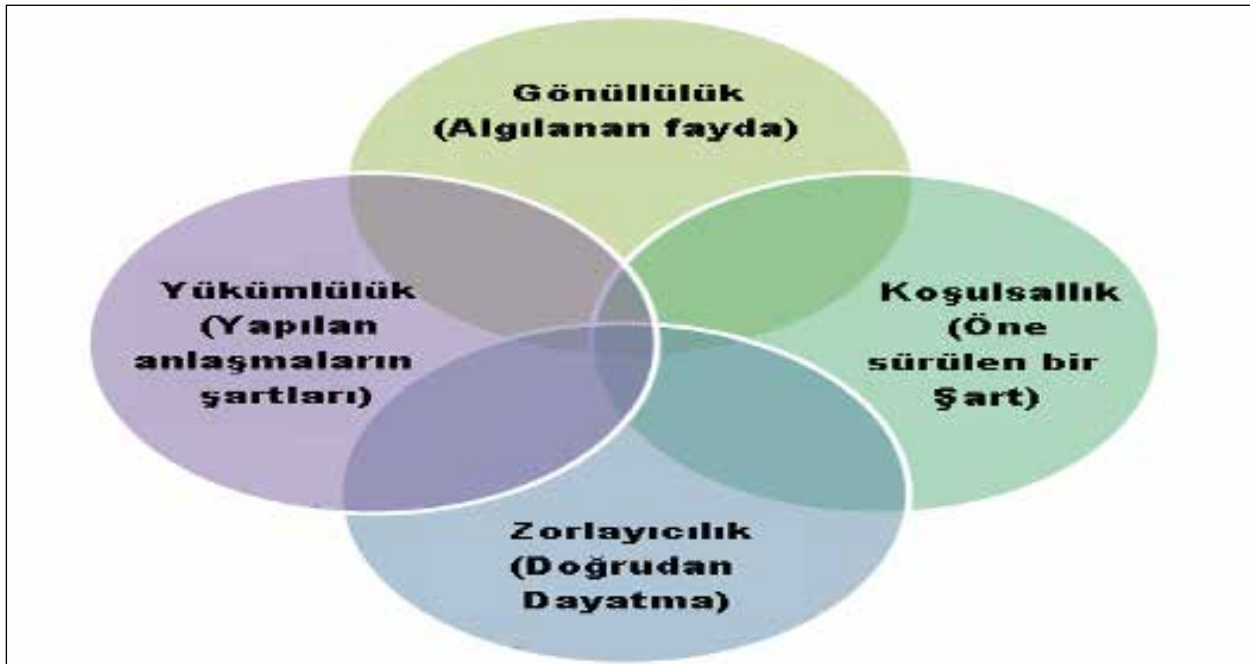 Gönüllülük
(Algılanan fayda)
Yükümlülük
(Yapılan
anlaşmaların
şartları)
Koşulsallık
(Öne
sürülen bir
Şart)
Zorlayıcılık
(Doğrudan
Dayatma)